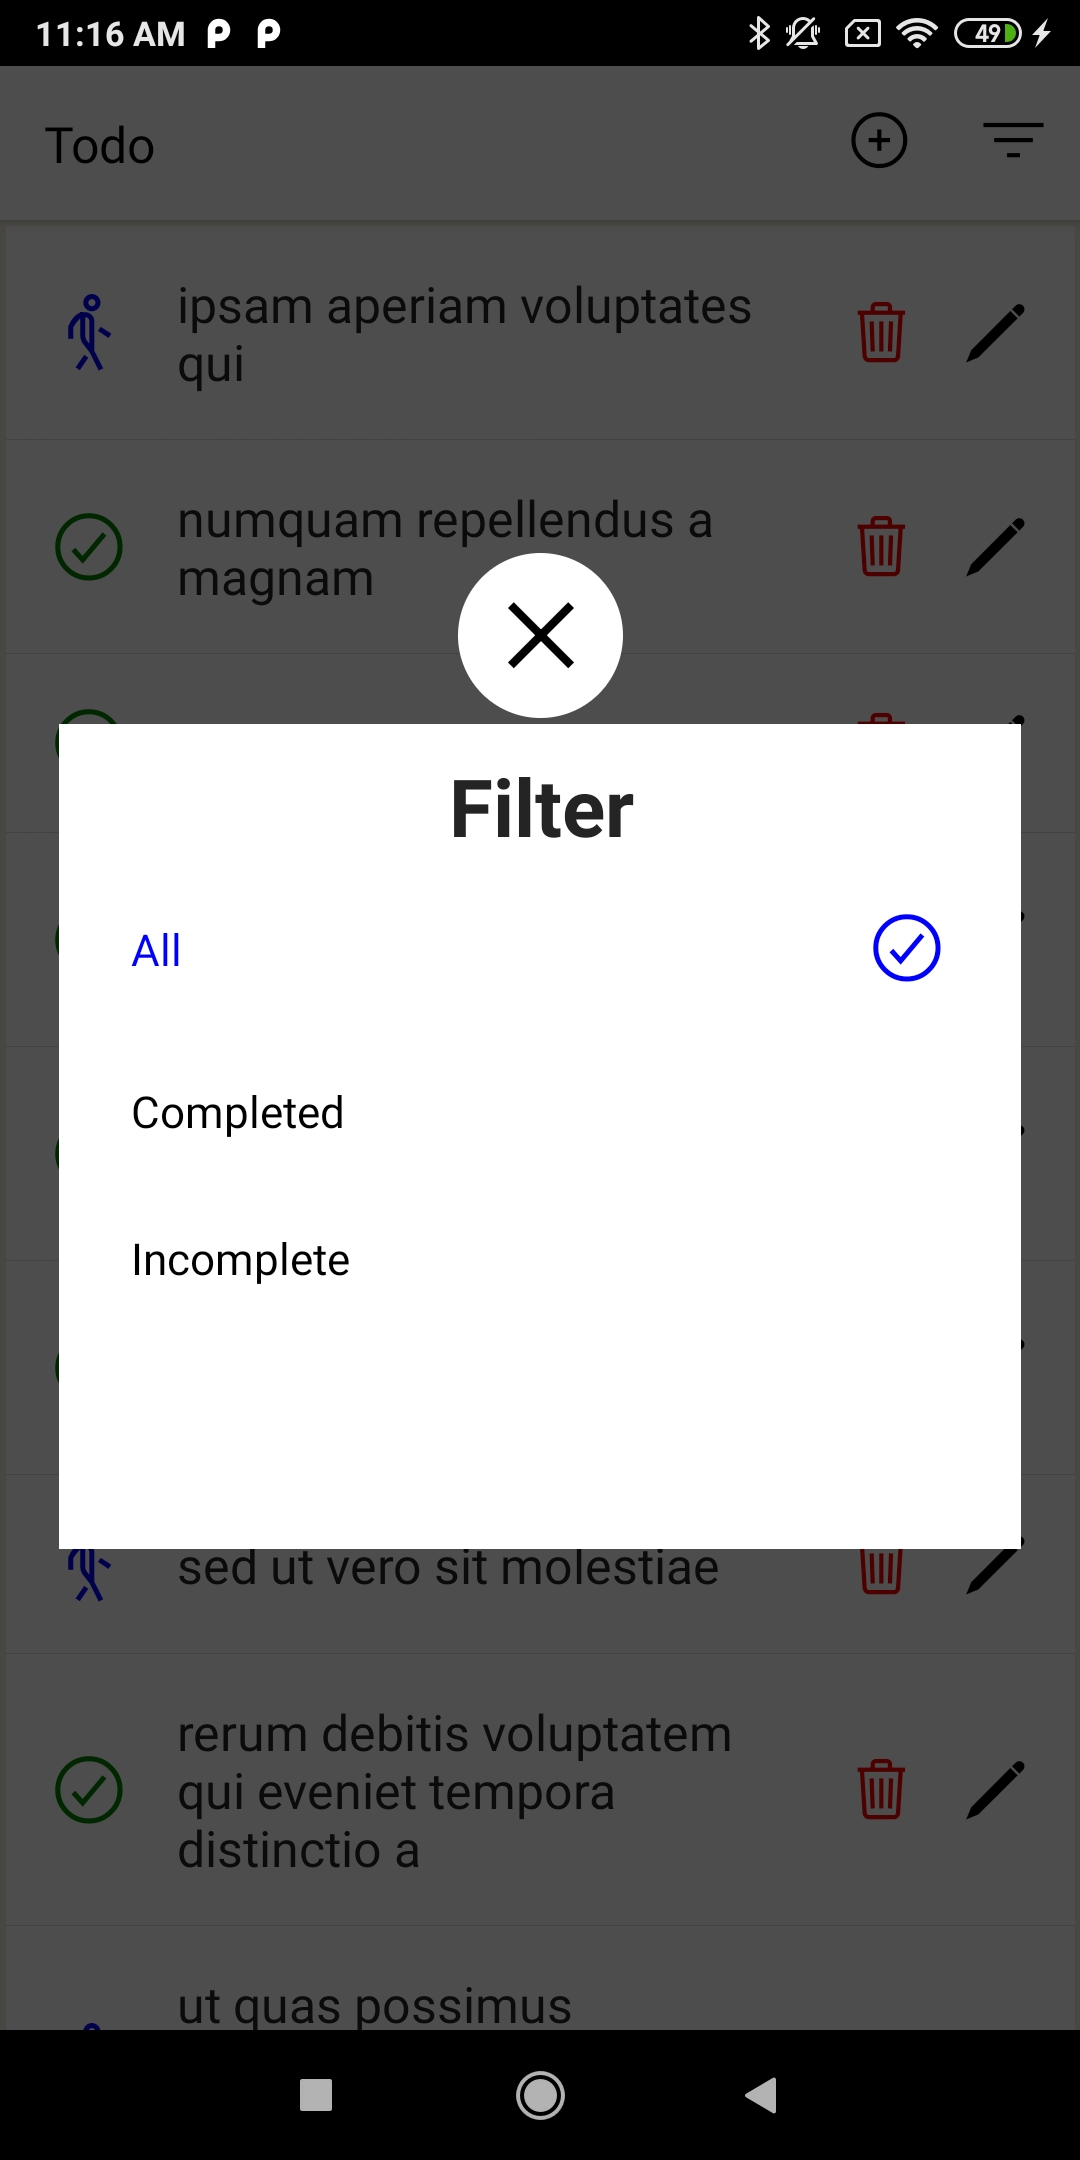 11:16 AM
49
Todo
ipsam aperiam voluptates
qui
numquam repellendus a
magnam
Filter
All
Completed
Incomplete
sed ut vero sit molestiae
rerum debitis voluptatem
qui eveniet tempora
distinctio a
ut quas possimus